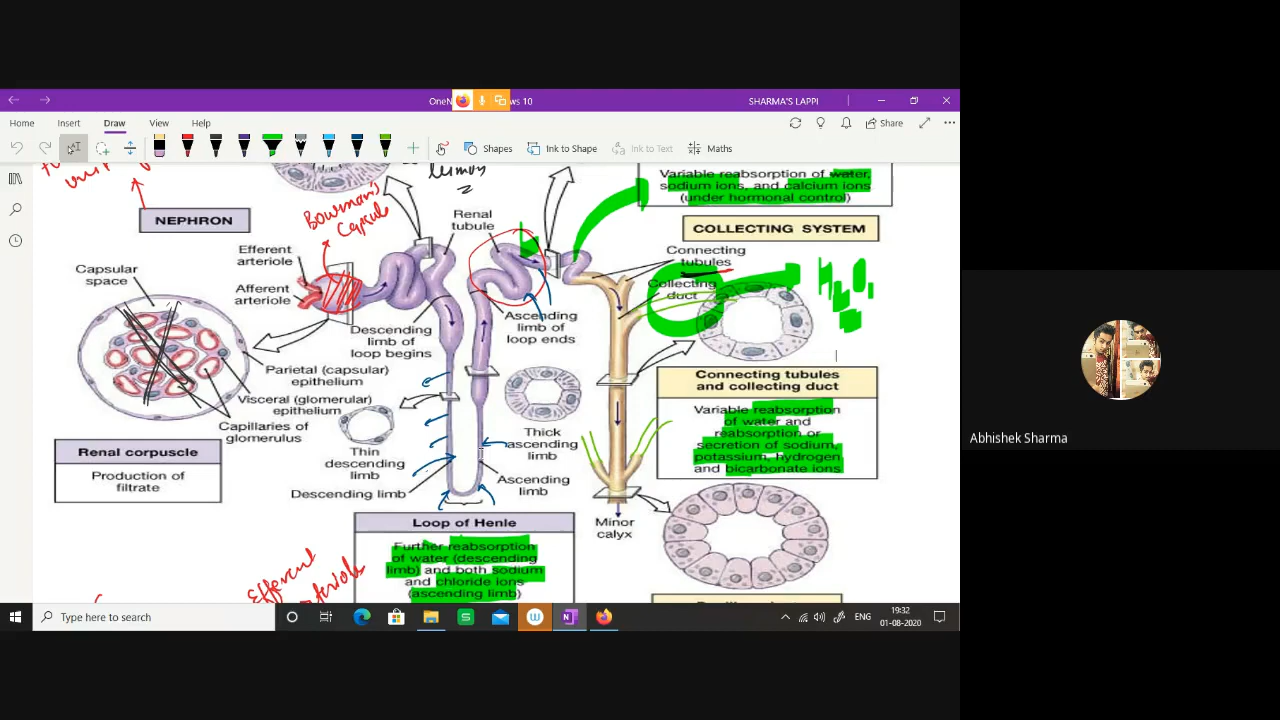 OneN
ws 10
SHARMA'S LAPPI
Home
Insert
Draw
View
Help
Share
Shapes
Ink to Shape
Ink to Text
Maths
NEPHRON
Bowman's
Capsule
Renal
tubule
Variable reabsorption of water,
sodium ions, and calcium ions
(under hormonal control)
COLLECTING SYSTEM
Efferent
arteriole
Afferent
arteriole
Capsular
space
Connecting
tubules
Collecting
duct
H2O
Descending
limb of
loop begins
Ascending
limb of
loop ends
Parietal (capsular)
epithelium
Visceral (glomerular)
epithelium
Capillaries of
glomerulus
Connecting tubules
and collecting duct
Variable reabsorption
of water and
reabsorption or
secretion of sodium,
potassium, hydrogen,
and bicarbonate ions
Thick
ascending
limb
Thin
descending
limb
Renal corpuscle
Production of
filtrate
Descending limb
Ascending
limb
Minor
calyx
Loop of Henle
Further reabsorption
of water (descending
limb) and both sodium
and chloride ions
(ascending limb)
Efferent
Type here to search
ENG
19:32
01-08-2020
Abhishek Sharma